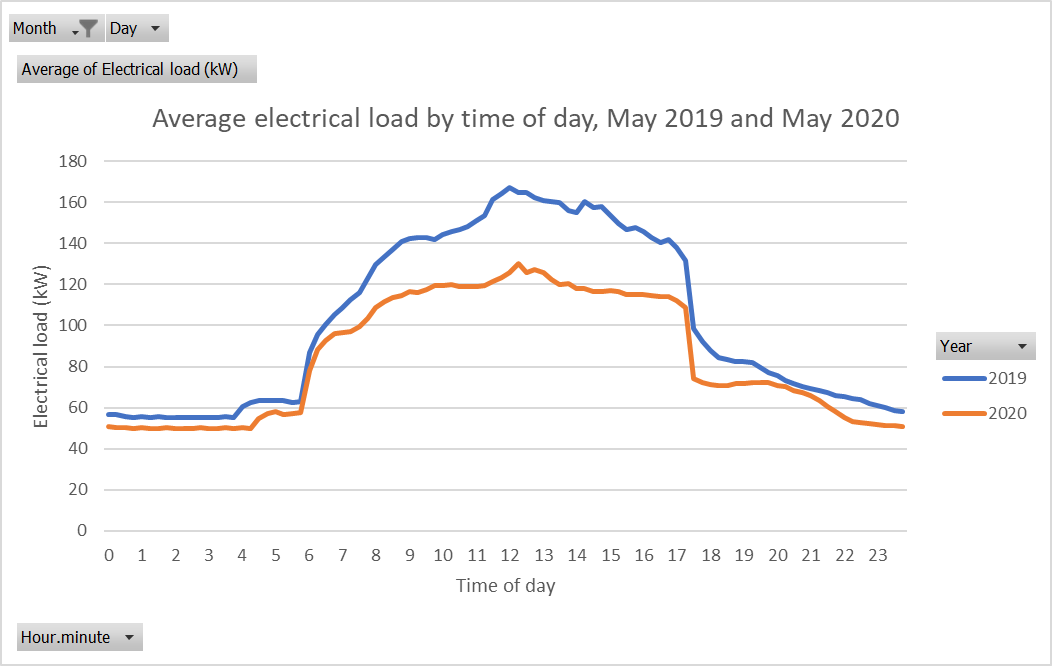 Month Day
Average of Electrical load (kW)
Average electrical load by time of day, May 2019 and May 2020
180
160
140
120
100
80
60
40
20
0
Electrical load (kW)
0 1 2 3 4 5 6 7 8 9 10 11 12 13 14 15 16 17 18 19 20 21 22 23
Time of day
Year
2019
2020
Hour.minute